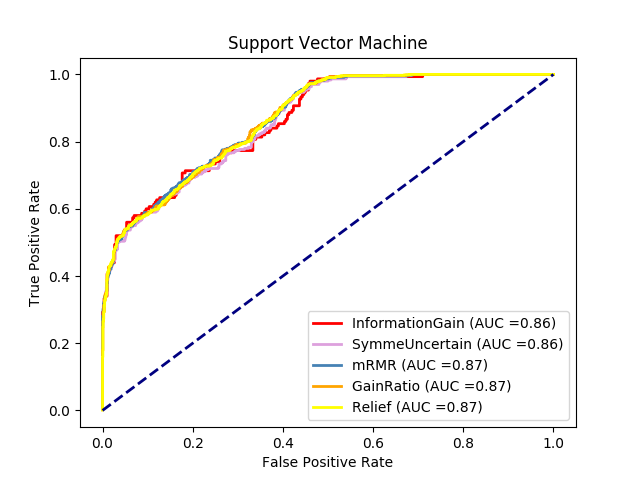 Support Vector Machine
True Positive Rate
1.0
0.8
0.6
0.4
0.2
0.0
InformationGain (AUC =0.86)
SymmeUncertain (AUC =0.86)
mRMR (AUC =0.87)
GainRatio (AUC =0.87)
Relief (AUC =0.87)
0.0 0.2 0.4 0.6 0.8 1.0
False Positive Rate